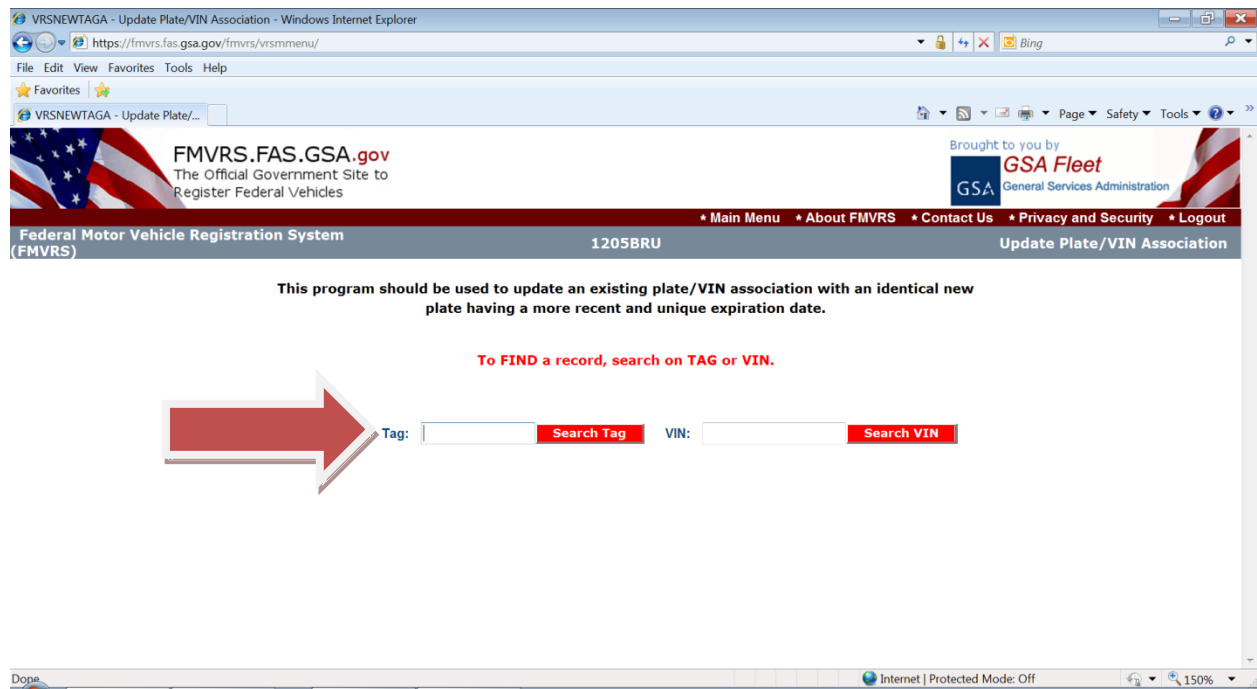 VRSNEWTAGA - Update Plate/VIN Association - Windows Internet Explorer
https://fmvrs.fas.gsa.gov/fmvrs/vrsmmenu/
Bing
File Edit View Favorites Tools Help
Favorites
VRSNEWTAGA - Update Plate/...
Page Safety Tools
FMVRS.FAS.GSA.gov
The Official Government Site to
Register Federal Vehicles
Brought to you by
GSA Fleet
GSA General Services Administration
* Main Menu * About FMVRS * Contact Us * Privacy and Security * Logout
Federal Motor Vehicle Registration System
(FMVRS)
1205BRU
Update Plate/VIN Association
This program should be used to update an existing plate/VIN association with an identical new
plate having a more recent and unique expiration date.
To FIND a record, search on TAG or VIN.
Tag: Search Tag VIN: Search VIN
Done
Internet | Protected Mode: Off
150%